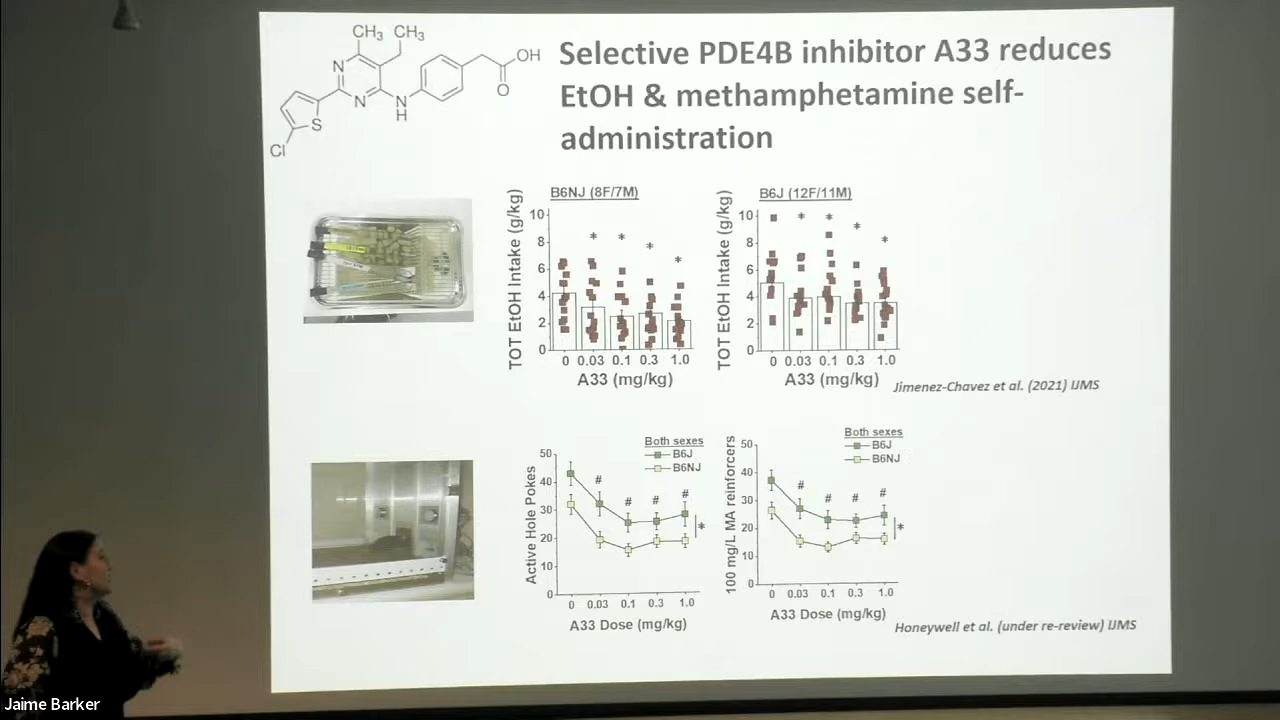 CH₃ CH₃
N
N
N
H
OH
O
S
Cl
Selective PDE4B inhibitor A33 reduces
EtOH & methamphetamine self-
administration
B6NJ (8F/7M)
TOT EtOH Intake (g/kg)
10
8
6
4
2
0
* * * *
0 0.03 0.1 0.3 1.0
A33 (mg/kg)
B6J (12F/11M)
TOT EtOH Intake (g/kg)
10
8
6
4
2
0
* * * *
0 0.03 0.1 0.3 1.0
A33 (mg/kg)
Jimenez-Chavez et al. (2021) IJMS
Both sexes
B6J
B6NJ
Active Hole Pokes
50
40
30
20
10
0
# # # #
*
0 0.03 0.1 0.3 1.0
A33 Dose (mg/kg)
Both sexes
B6J
B6NJ
100 mg/L MA reinforcers
50
40
30
20
10
0
# # # #
*
0 0.03 0.1 0.3 1.0
A33 Dose (mg/kg)
Honeywell et al. (under re-review) IJMS
Jaime Barker